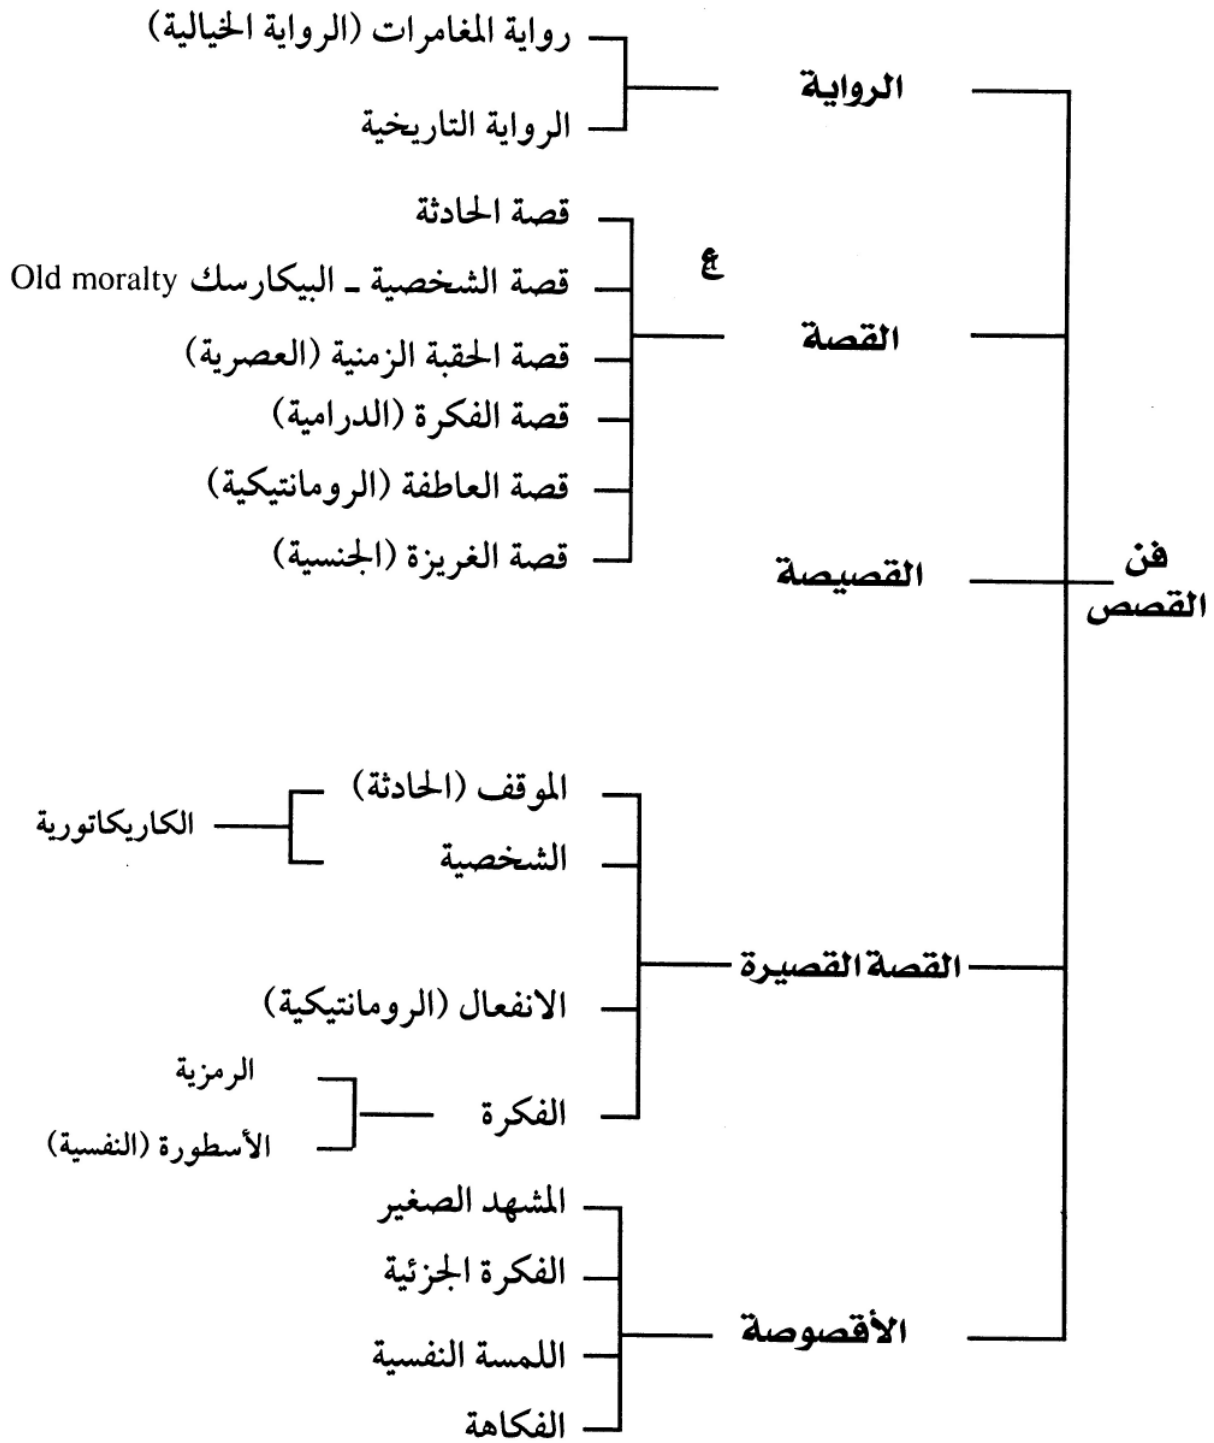 فن
القصص
الرواية
رواية المغامرات (الرواية الخيالية)
الرواية التاريخية
ع
القصة
قصة الحادثة
قصة الشخصية ـ البيكارسك Old moralty
قصة الحقبة الزمنية (العصرية)
قصة الفكرة (الدرامية)
قصة العاطفة (الرومانتيكية)
قصة الغريزة (الجنسية)
القصيصة
القصة القصيرة
الموقف (الحادثة)
الشخصية
الكاريكاتورية
الانفعال (الرومانتيكية)
الفكرة
الرمزية
الأسطورة (النفسية)
الأقصوصة
المشهد الصغير
الفكرة الجزئية
اللمسة النفسية
الفكاهة